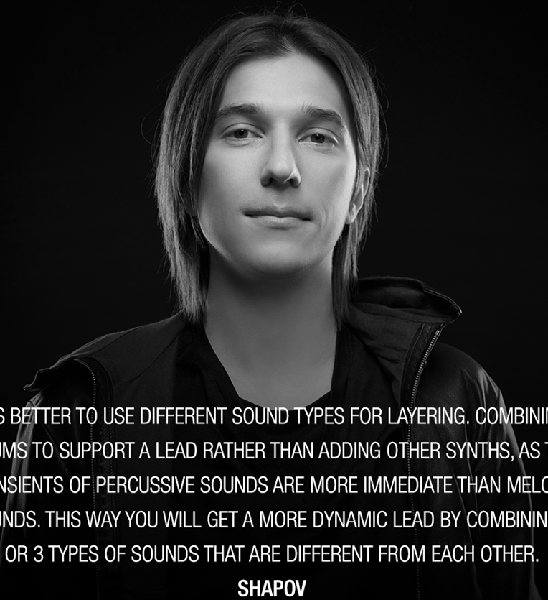 S BETTER TO USE DIFFERENT SOUND TYPES FOR LAYERING. COMBININ
UMS TO SUPPORT A LEAD RATHER THAN ADDING OTHER SYNTHS, AS T
NSIENTS OF PERCUSSIVE SOUNDS ARE MORE IMMEDIATE THAN MELO
UNDS. THIS WAY YOU WILL GET A MORE DYNAMIC LEAD BY COMBININ
OR 3 TYPES OF SOUNDS THAT ARE DIFFERENT FROM EACH OTHER.
SHAPOV